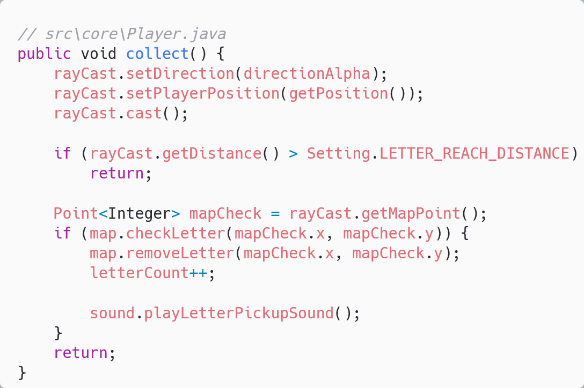 // src\core\Player.java
public void collect() {
    rayCast.setDirection(directionAlpha);
    rayCast.setPlayerPosition(getPosition());
    rayCast.cast();

    if (rayCast.getDistance() > Setting.LETTER_REACH_DISTANCE)
        return;

    Point<Integer> mapCheck = rayCast.getMapPoint();
    if (map.checkLetter(mapCheck.x, mapCheck.y)) {
        map.removeLetter(mapCheck.x, mapCheck.y);
        letterCount++;

        sound.playLetterPickupSound();
    }
    return;
}